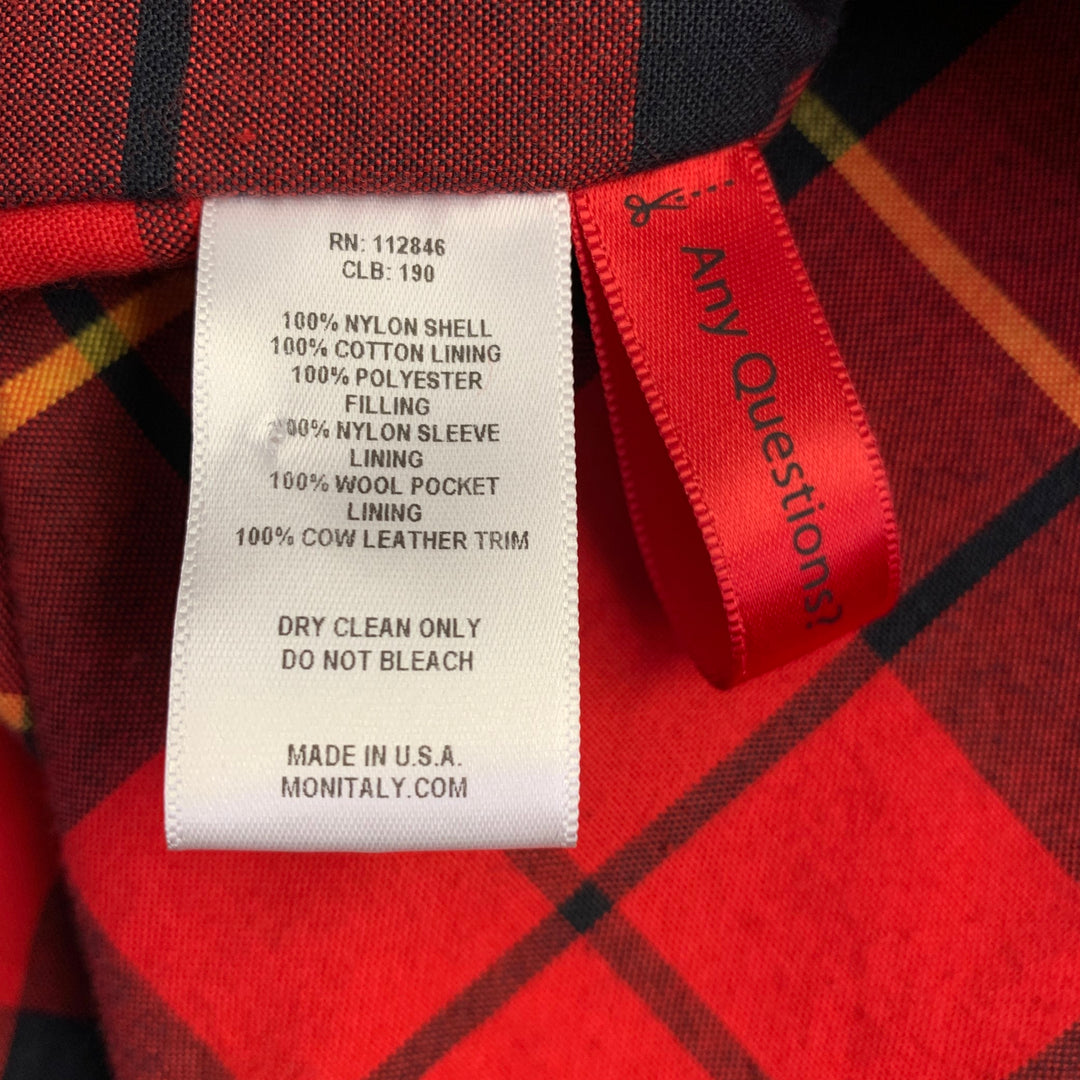 RN: 112846
CLB: 190
100% NYLON SHELL
100% COTTON LINING
100% POLYESTER
FILLING
00% NYLON SLEEVE
LINING
100% WOOL POCKET
LINING
100% COW LEATHER TRIM
DRY CLEAN ONLY
DO NOT BLEACH
MADE IN U.S.A.
MONITALY.COM
Any Questions?